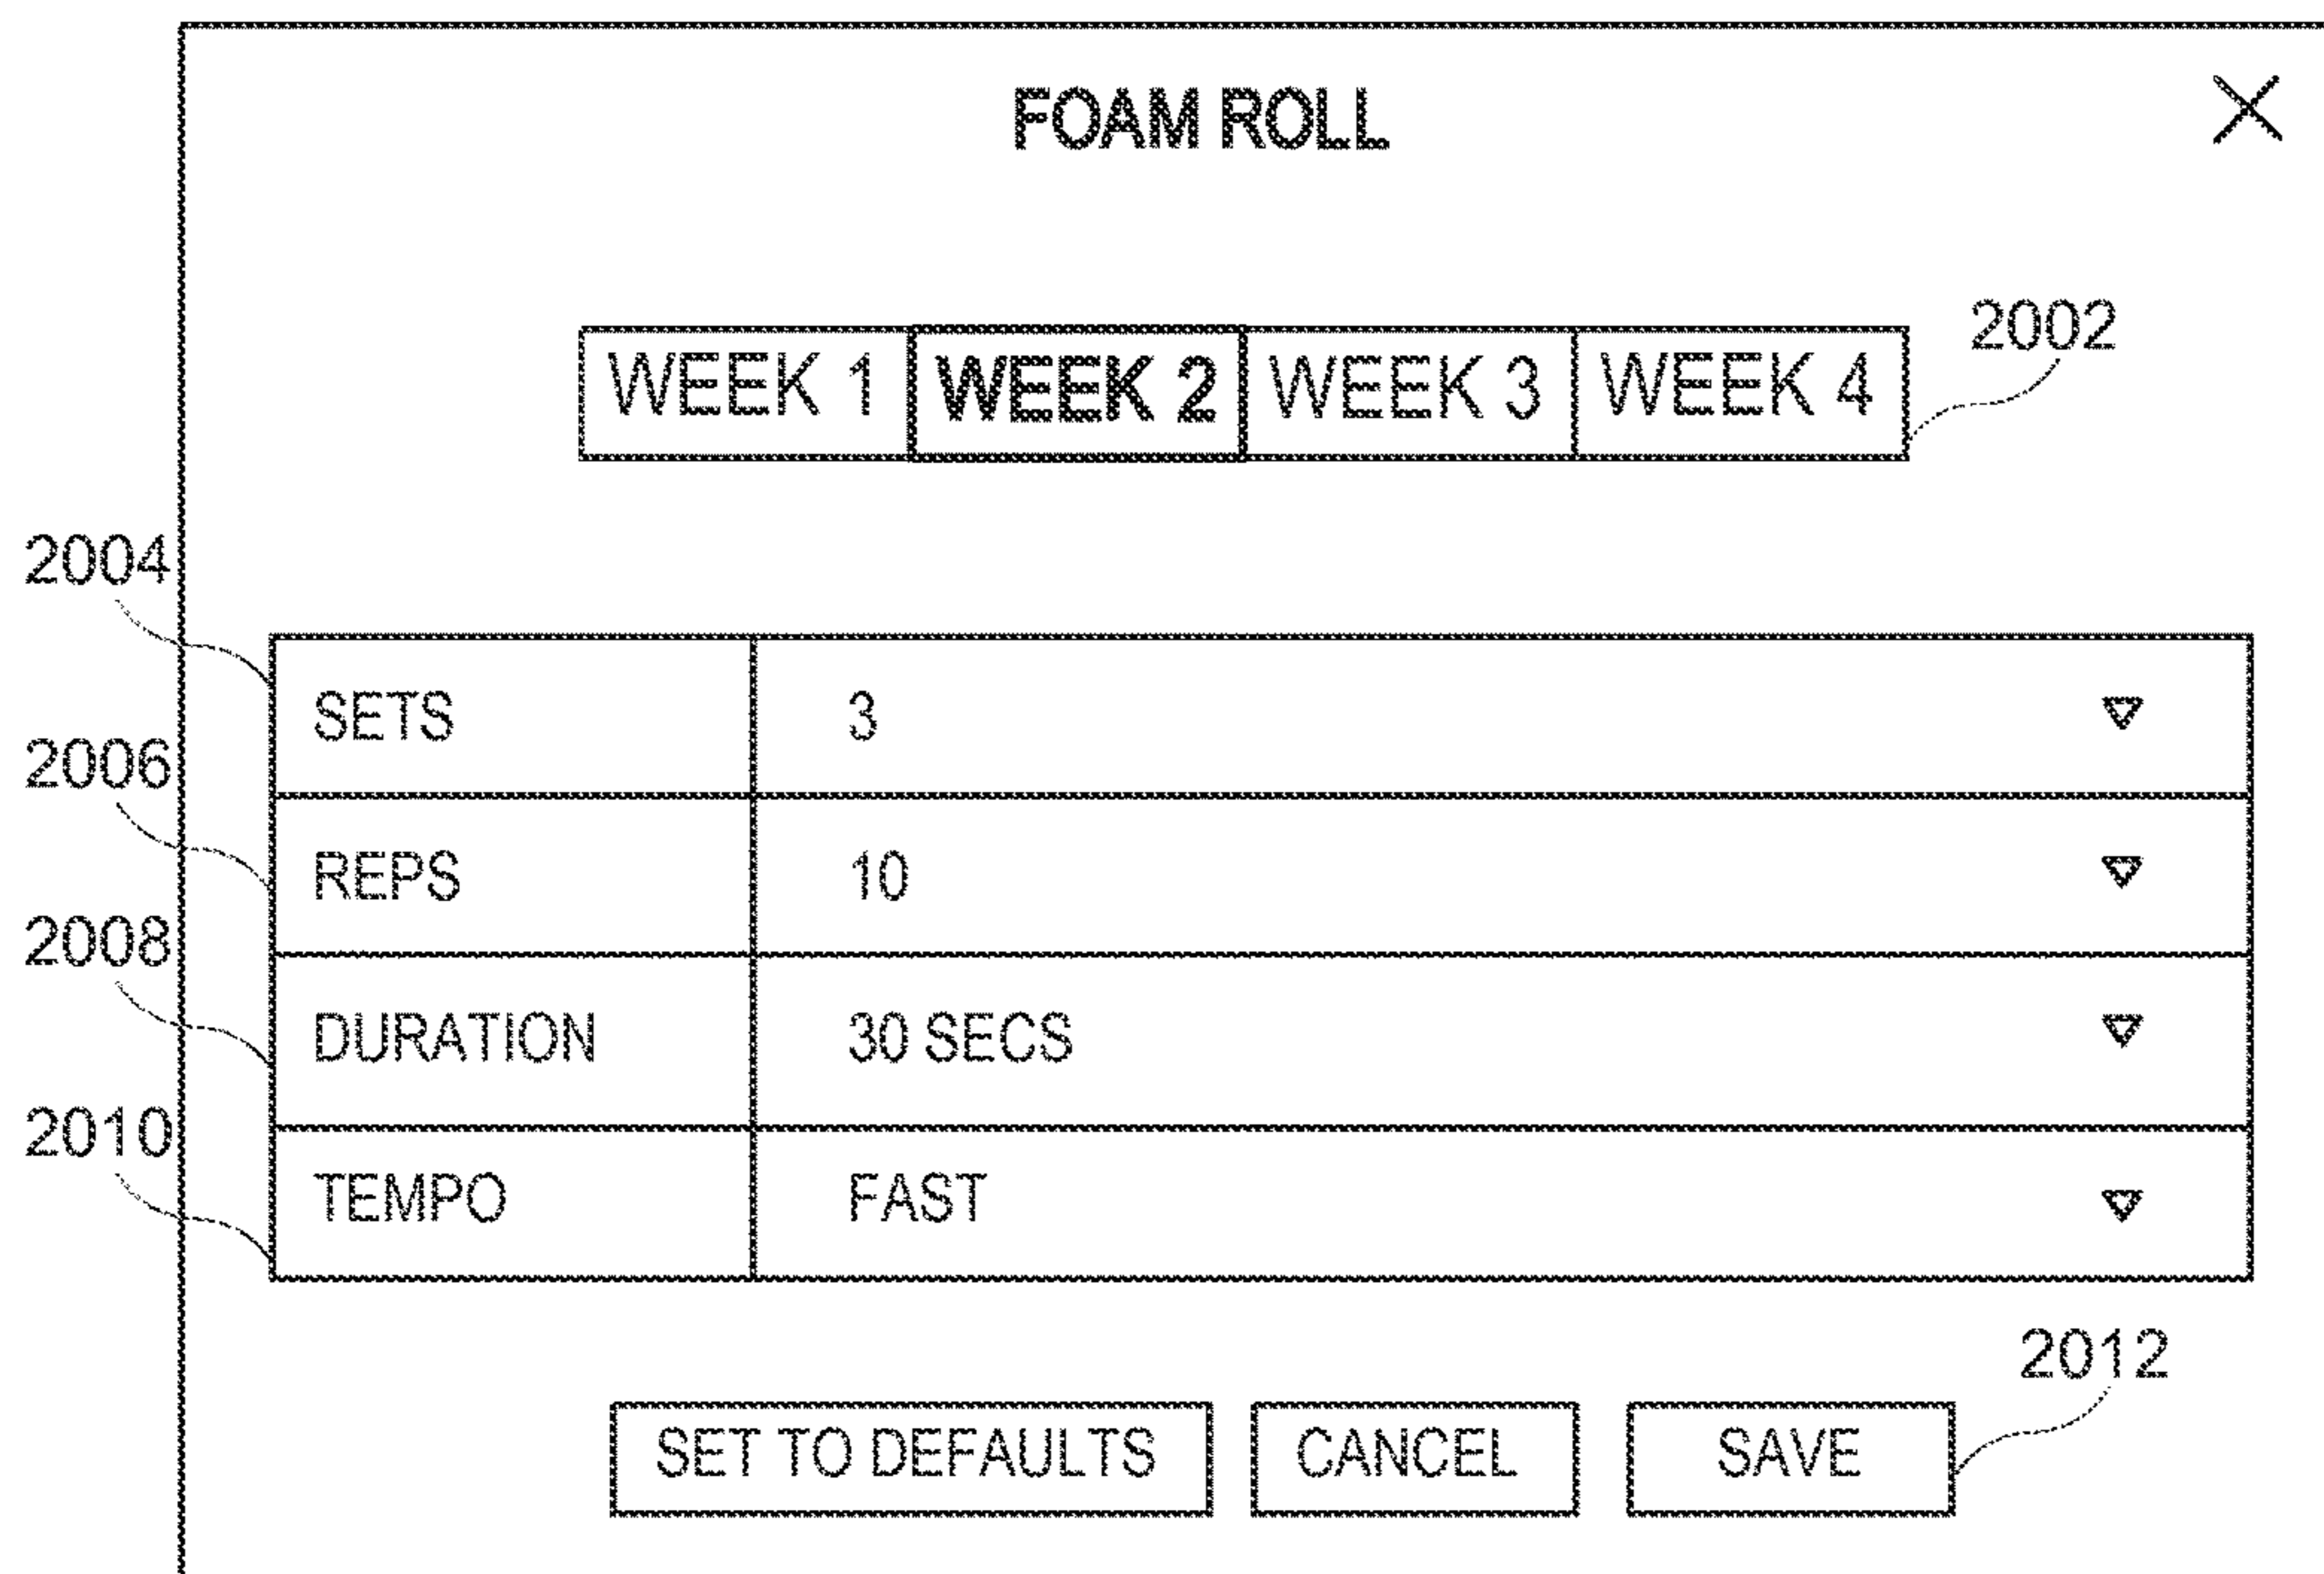 FOAM ROLL
2002
WEEK 1 WEEK 2 WEEK 3 WEEK 4
2004
SETS 3
2006
REPS 10
2008
DURATION 30 SECS
2010
TEMPO FAST
2012
SET TO DEFAULTS CANCEL SAVE